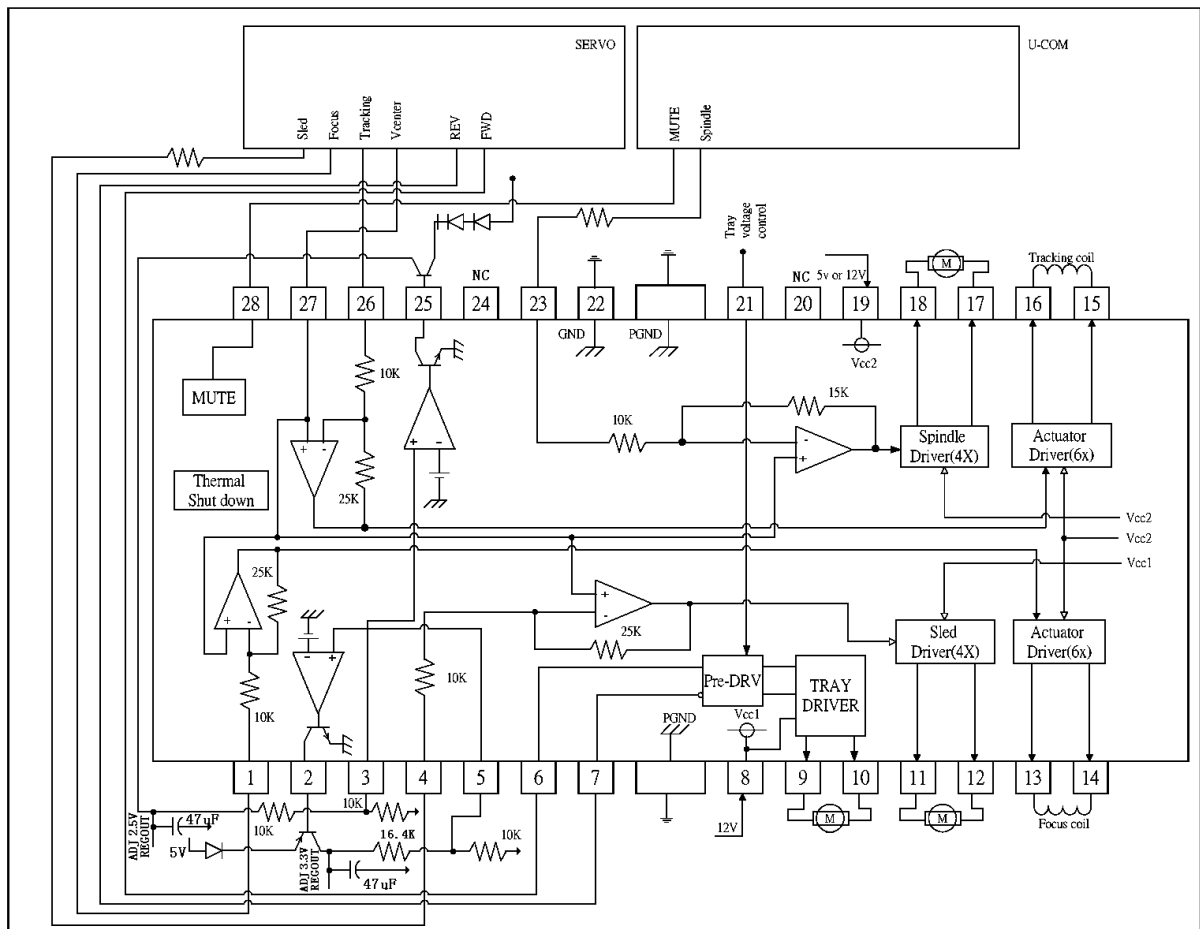 SERVO
U-COM
Sled
Focus
Tracking
Vcenter
REV
FWD
MUTE
Spindle
Tray
voltage
control
NC
NC
5v or 12V
M
Tracking coil
28
27
26
25
24
23
22
21
20
19
18
17
16
15
GND
PGND
Vcc2
10K
MUTE
15K
10K
+
-
+
-
-
+
Spindle
Driver(4X)
Actuator
Driver(6x)
Thermal
Shut down
25K
Vcc2
Vcc2
Vcc1
25K
+
-
+
-
25K
-
+
Sled
Driver(4X)
Actuator
Driver(6x)
10K
10K
Pre-DRV
TRAY
DRIVER
PGND
Vcc1
1
2
3
4
5
6
7
8
9
10
11
12
13
14
10K
10K
12V
M
M
Focus coil
ADJ 2.5V
REGOUT
47uF
5V
16.4K
10K
ADJ 3.3V
REGOUT
47uF